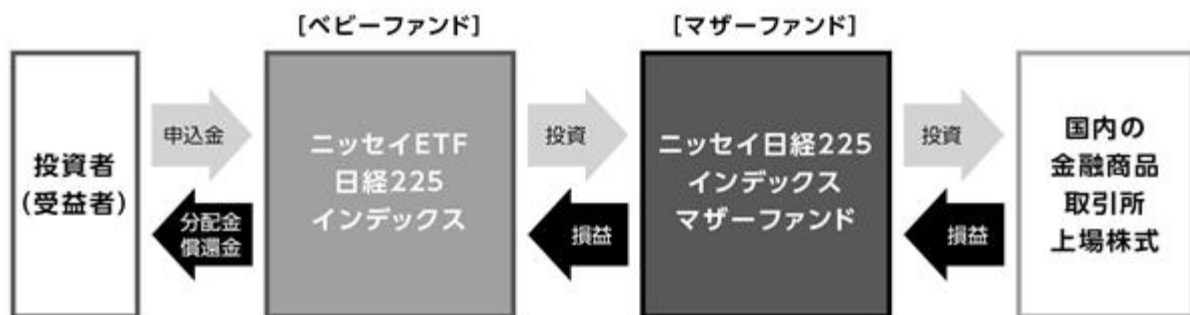 [ベビーファンド]
[マザーファンド]
投資者
(受益者)
申込金
分配金
償還金
ニッセイETF
日経225
インデックス
投資
損益
ニッセイ日経225
インデックス
マザーファンド
投資
損益
国内の
金融商品
取引所
上場株式